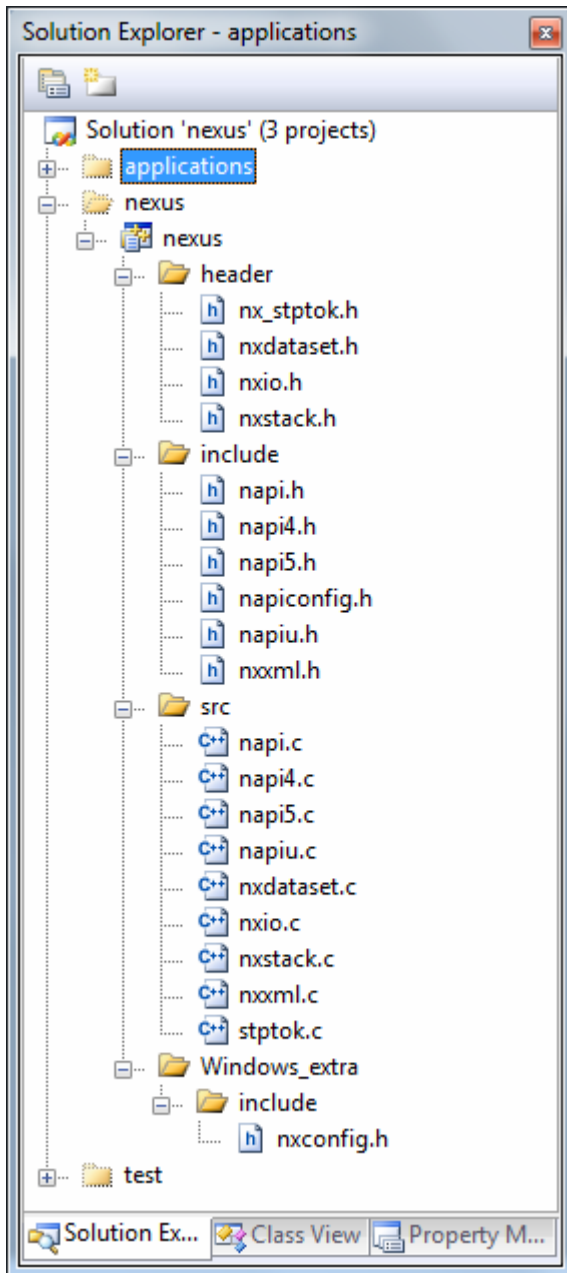 Solution Explorer - applications
Solution 'nexus' (3 projects)
applications
nexus
nexus
header
nx_stptok.h
nxdataset.h
nxio.h
nxstack.h
include
napi.h
napi4.h
napi5.h
napiconfig.h
napiu.h
nxxml.h
src
napi.c
napi4.c
napi5.c
napiu.c
nxdataset.c
nxio.c
nxstack.c
nxxml.c
stptok.c
Windows_extra
include
nxconfig.h
test
Solution Ex... Class View Property M...